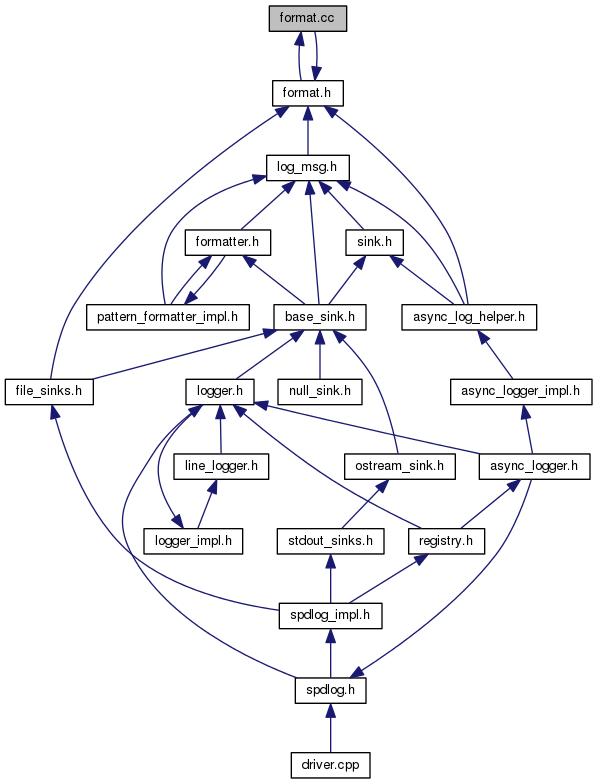 format.cc
format.h
log_msg.h
formatter.h
sink.h
pattern_formatter_impl.h
base_sink.h
async_log_helper.h
file_sinks.h
logger.h
null_sink.h
async_logger_impl.h
line_logger.h
ostream_sink.h
async_logger.h
logger_impl.h
stdout_sinks.h
registry.h
spdlog_impl.h
spdlog.h
driver.cpp